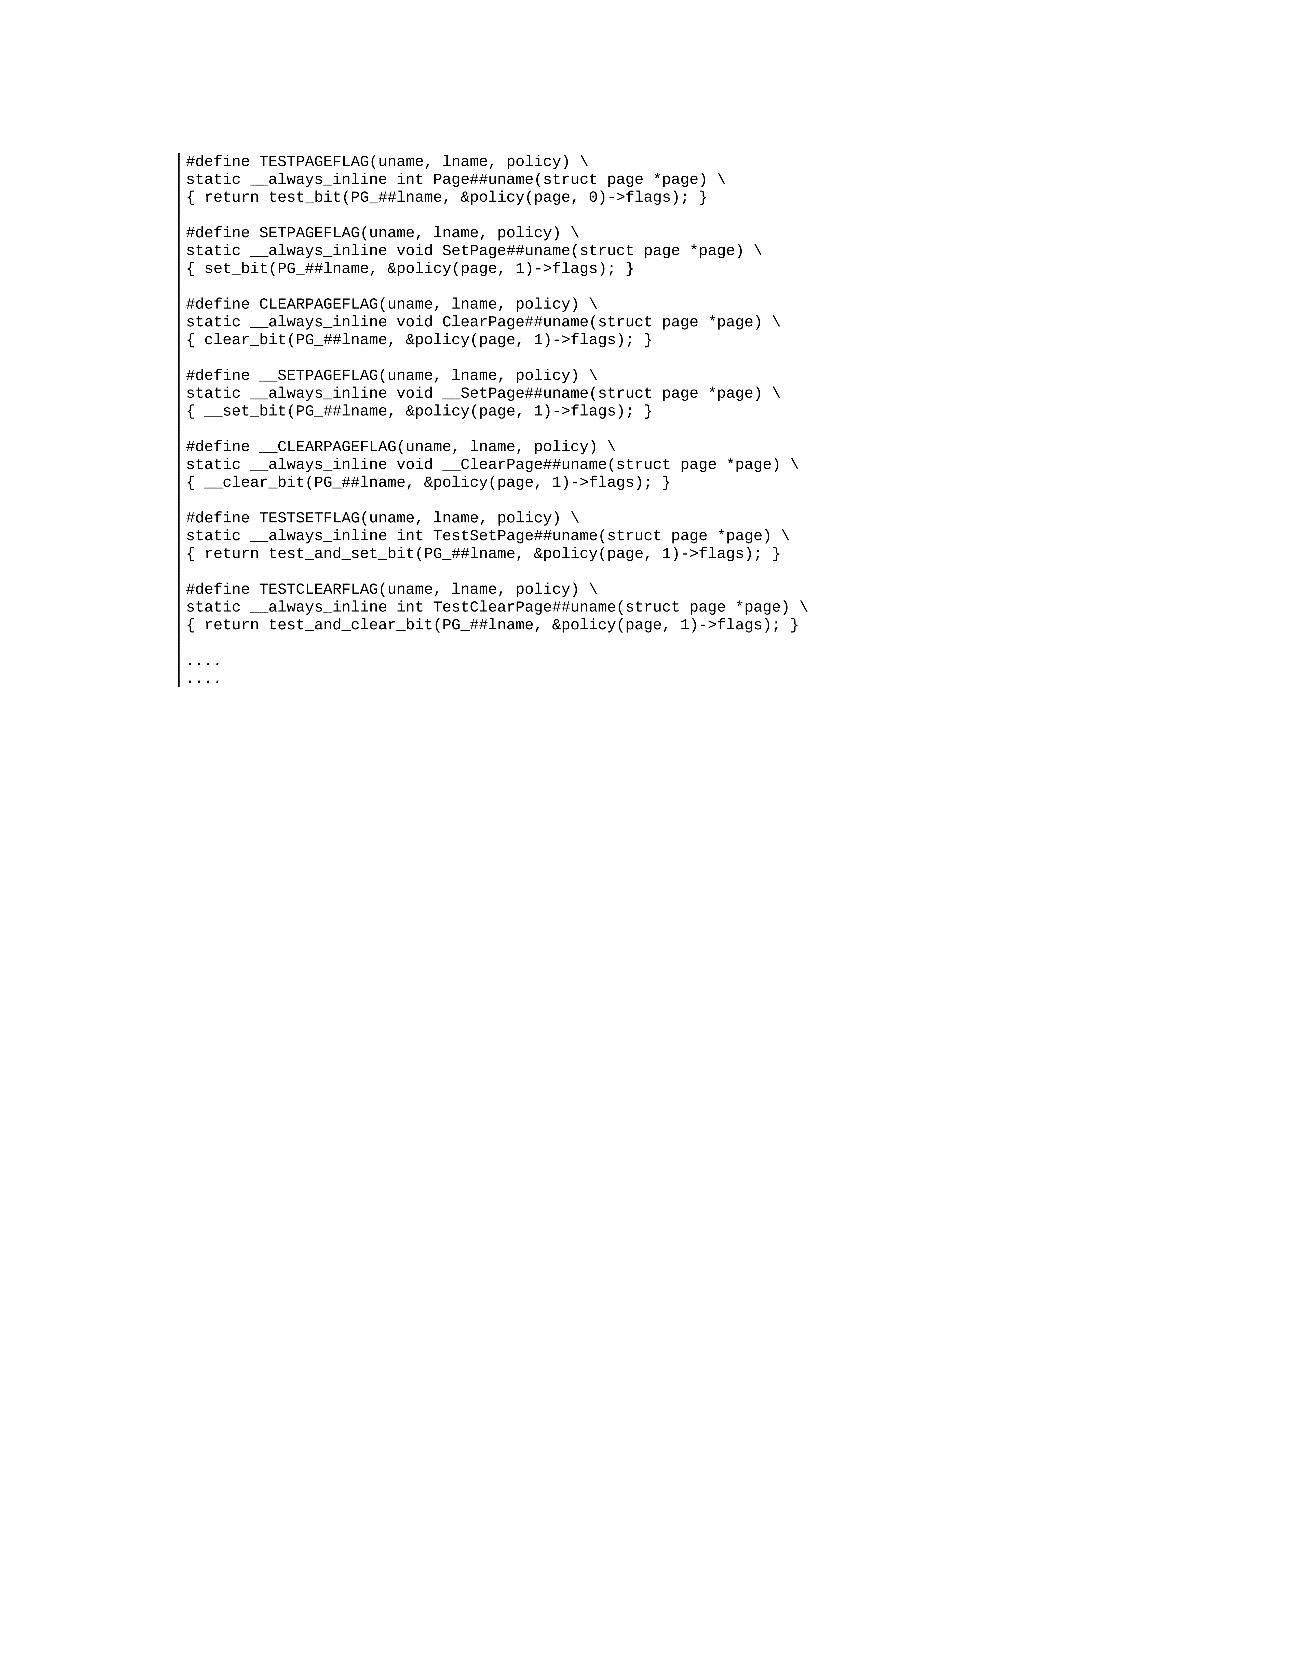 #define TESTPAGEFLAG(uname, lname, policy) \
static __always_inline int Page##uname(struct page *page) \
{ return test_bit(PG_##lname, &policy(page, 0)->flags); }

#define SETPAGEFLAG(uname, lname, policy) \
static __always_inline void SetPage##uname(struct page *page) \
{ set_bit(PG_##lname, &policy(page, 1)->flags); }

#define CLEARPAGEFLAG(uname, lname, policy) \
static __always_inline void ClearPage##uname(struct page *page) \
{ clear_bit(PG_##lname, &policy(page, 1)->flags); }

#define __SETPAGEFLAG(uname, lname, policy) \
static __always_inline void __SetPage##uname(struct page *page) \
{ __set_bit(PG_##lname, &policy(page, 1)->flags); }

#define __CLEARPAGEFLAG(uname, lname, policy) \
static __always_inline void __ClearPage##uname(struct page *page) \
{ __clear_bit(PG_##lname, &policy(page, 1)->flags); }

#define TESTSETFLAG(uname, lname, policy) \
static __always_inline int TestSetPage##uname(struct page *page) \
{ return test_and_set_bit(PG_##lname, &policy(page, 1)->flags); }

#define TESTCLEARFLAG(uname, lname, policy) \
static __always_inline int TestClearPage##uname(struct page *page) \
{ return test_and_clear_bit(PG_##lname, &policy(page, 1)->flags); }

....
....